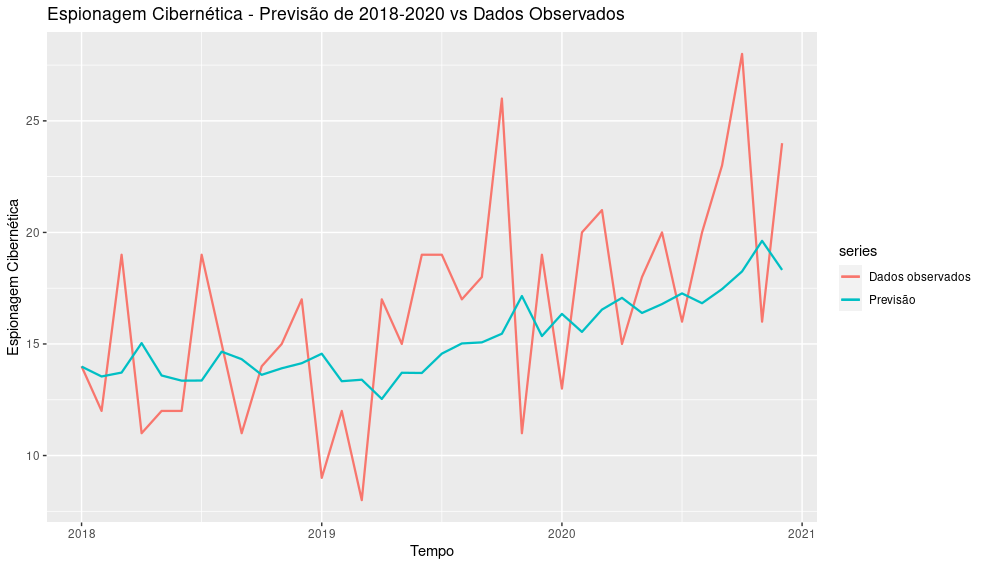 Espionagem Cibernética - Previsão de 2018-2020 vs Dados Observados
Espionagem Cibernética
25
20
15
10
2018
2019
2020
2021
Tempo
series
Dados observados
Previsão